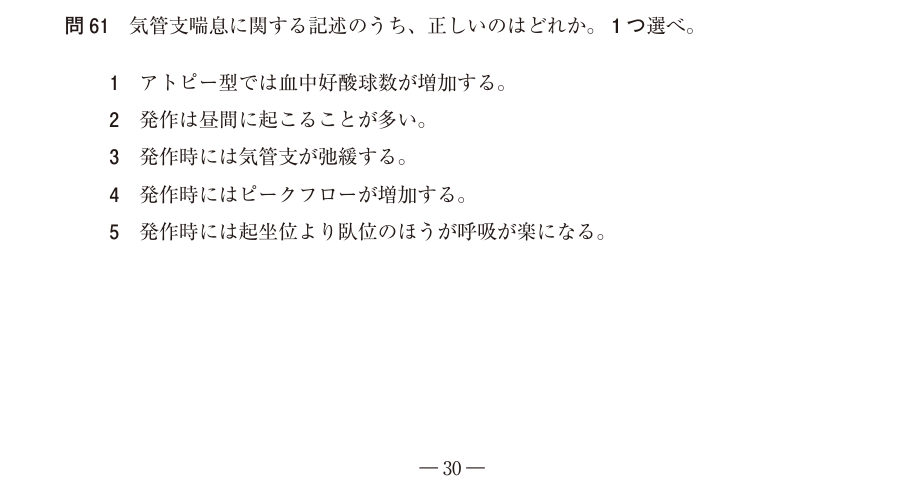 問 61 気管支喘息に関する記述のうち、正しいのはどれか。1つ選べ。
1 アトピー型では血中好酸球数が増加する。
2 発作は昼間に起こることが多い。
3 発作時には気管支が弛緩する。
4 発作時にはピークフローが増加する。
5 発作時には起坐位より臥位のほうが呼吸が楽になる。
— 30 —